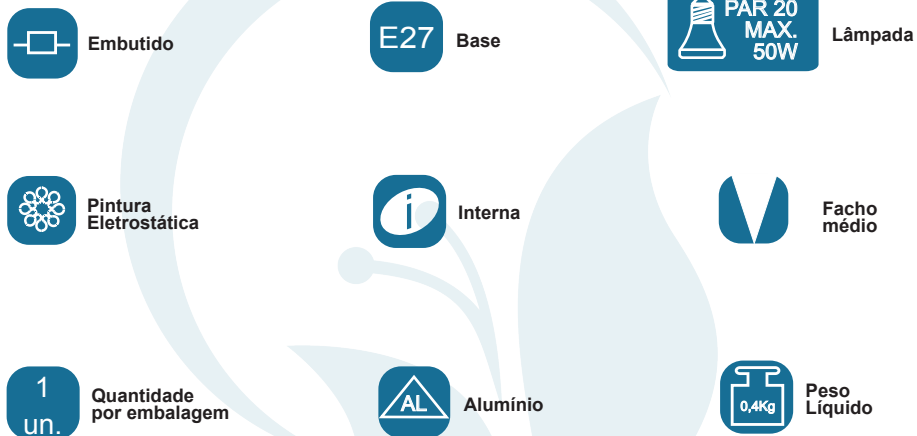 Embutido
E27
Base
PAR 20
MAX.
50W
Lâmpada
Pintura
Eletrostática
i
Interna
Facho
médio
1
un.
Quantidade
por embalagem
AL
Alumínio
0,4Kg
Peso
Líquido